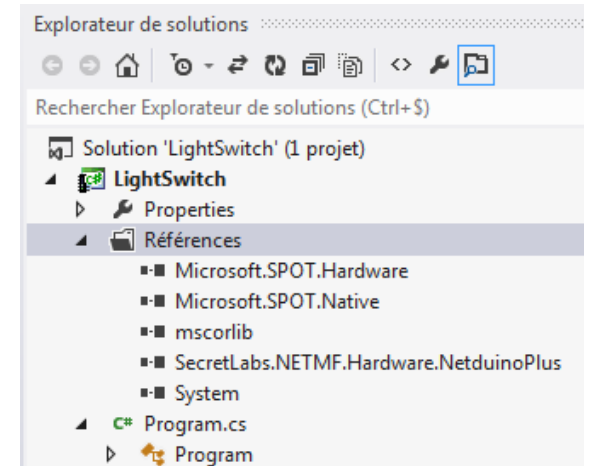 Explorateur de solutions
Rechercher Explorateur de solutions (Ctrl+$)
Solution 'LightSwitch' (1 projet)
C# LightSwitch
Properties
Références
Microsoft.SPOT.Hardware
Microsoft.SPOT.Native
mscorlib
SecretLabs.NETMF.Hardware.NetduinoPlus
System
C# Program.cs
Program